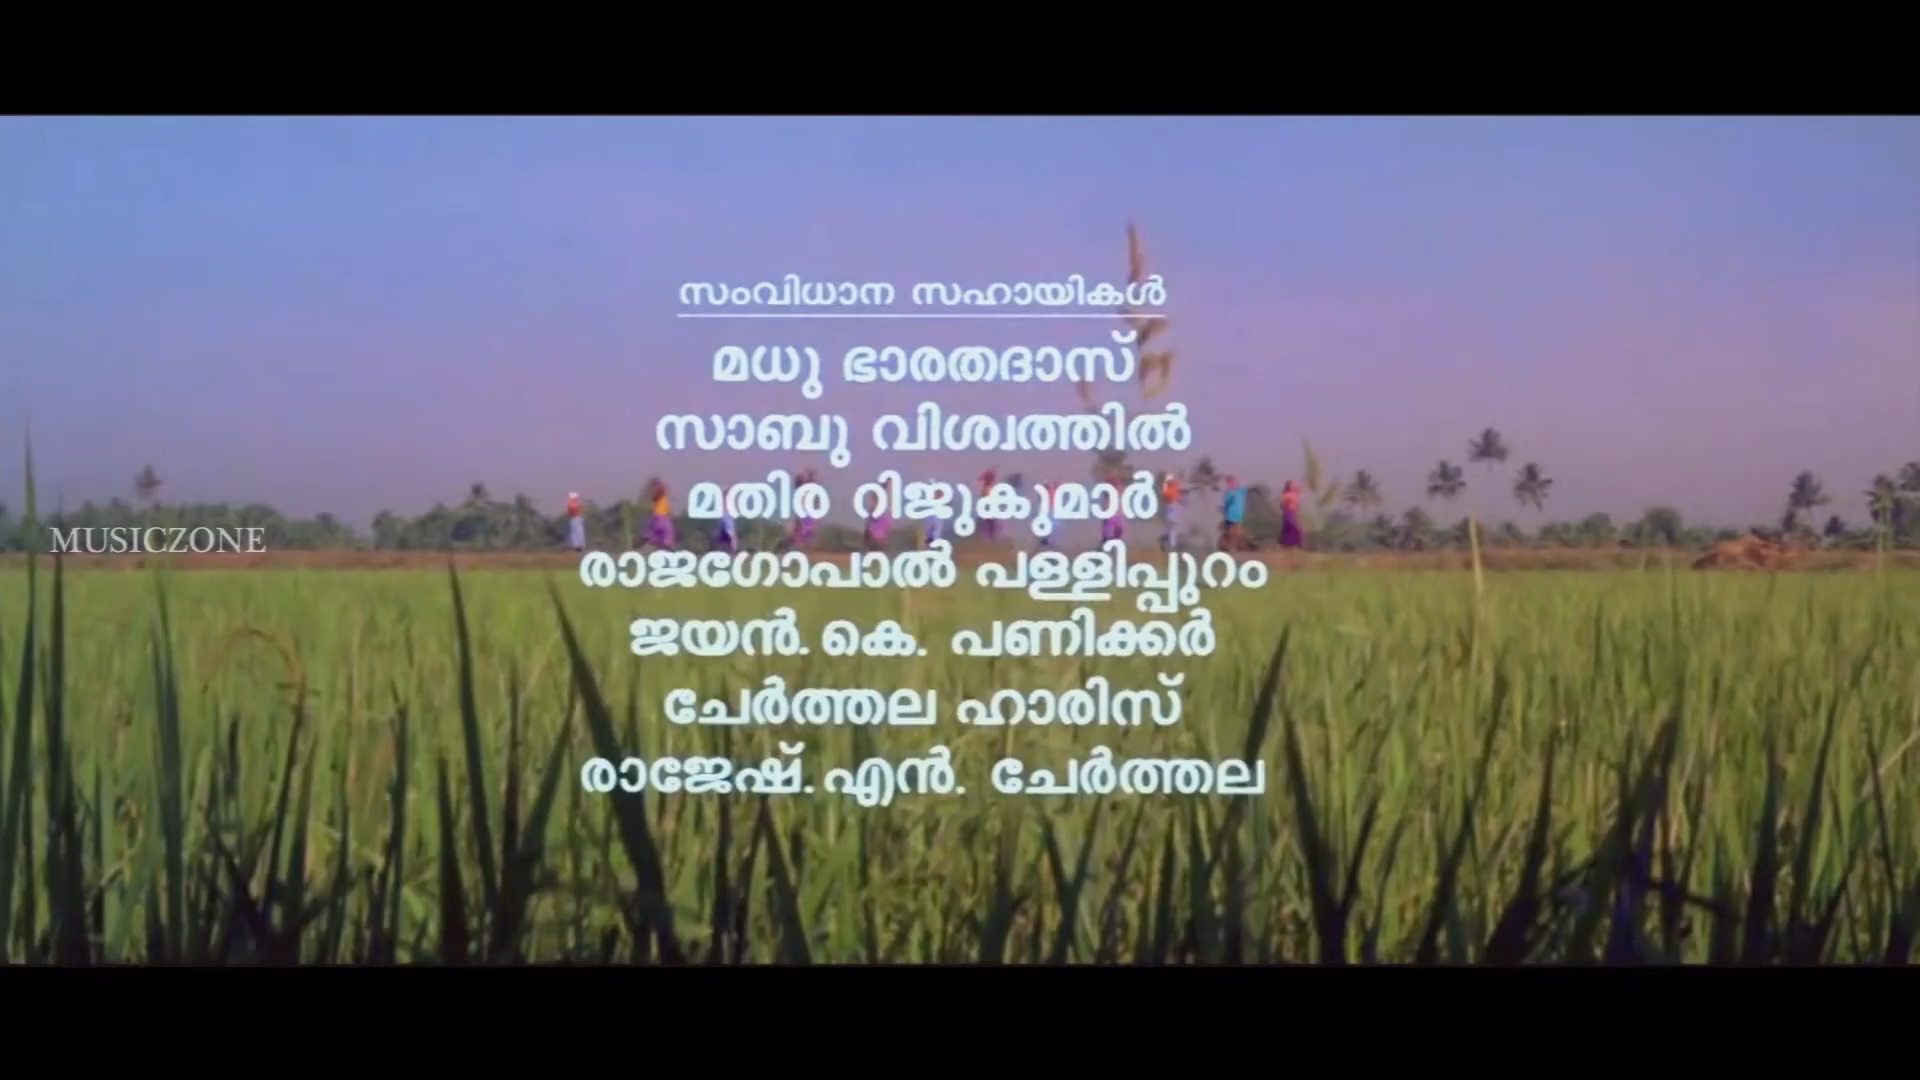 സംവിധാന സഹായികൾ
മധു ഭാരതദാസ്
സാബു വിശ്വത്തിൽ
മതിര റിജുകുമാർ
MUSICZONE
രാജഗോപാൽ പള്ളിപ്പുറം
ജയൻ. കെ. പണിക്കർ
ചേർത്തല ഹാരിസ്
രാജേഷ്. എൻ. ചേർത്തല